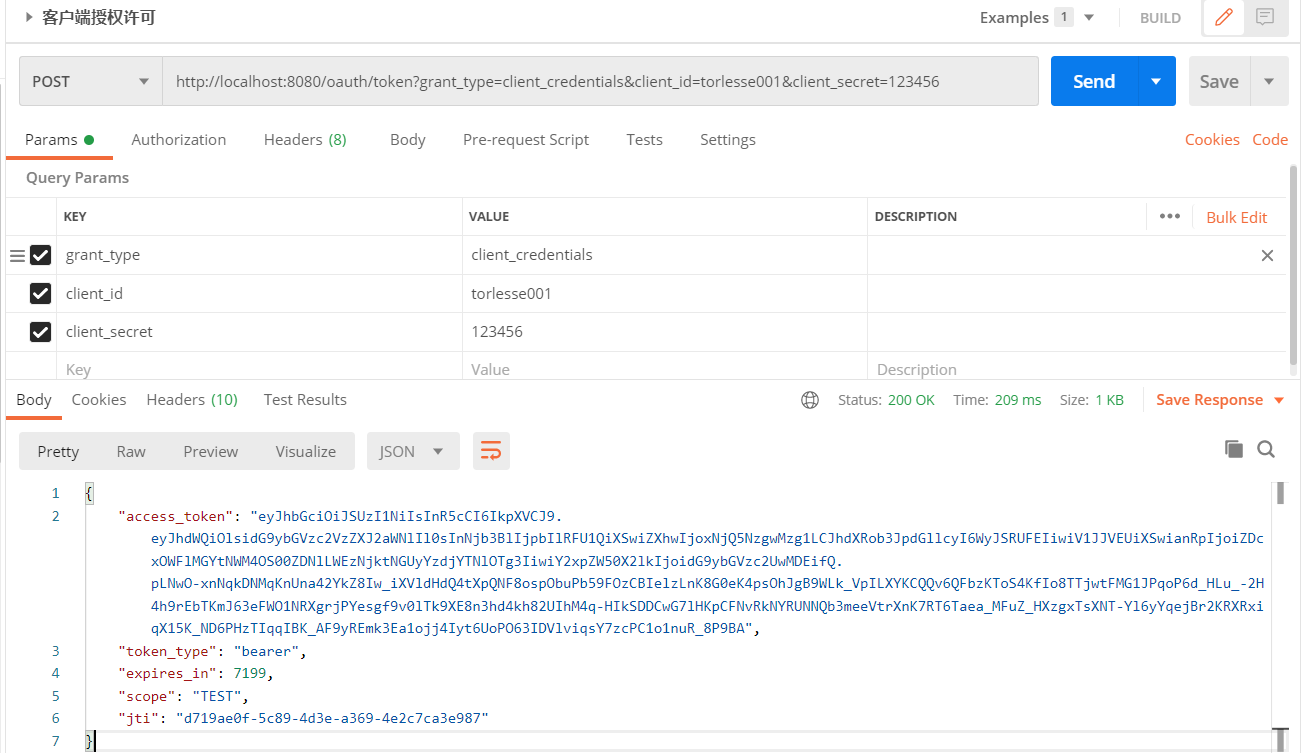 客户端授权许可
Examples 1
BUILD
POST
http://localhost:8080/oauth/token?grant_type=client_credentials&client_id=torlesse001&client_secret=123456
Send
Save
Params
Authorization
Headers (8)
Body
Pre-request Script
Tests
Settings
Cookies
Code
Query Params
KEY VALUE DESCRIPTION ••• Bulk Edit
grant_type client_credentials
client_id torlesse001
client_secret 123456
Key Value Description
Body Cookies Headers (10) Test Results
Status: 200 OK Time: 209 ms Size: 1 KB Save Response
Pretty Raw Preview Visualize JSON
1 {
2 "access_token": "eyJhbGciOiJSUzI1NiIsInR5cCI6IkpXVCJ9.
eyJhdWQiOlsidG9ybGVzc2VzZXJ2aWNlIl0sInNjb3BlIjpbIlRFU1QiXSwiZXhwIjoxNjQ5NzgwMzg1LCJhdXRob3JpdGllcyI6WyJSRUFEIiwiV1JJVEUiXSwianRpIjoiZDcxOWFlMGYtNWM4OS00ZDNlLWEzNjktNGUyYzdjYTNlOTg3IiwiY2xpZW50X2lkIjoidG9ybGVzc2UwMDEifQ.
pLNwO-xnNqkDNMqKnUna42YkZ8Iw_iXVldHdQ4tXpQNF8ospObuPb59FOzCBIelzLnK8G0eK4psOhJgB9WLk_VpILXYKCQQv6QFbzKToS4KfIo8TTjwtFMG1JPqoP6d_HLu_-2H
4h9rEbTKmJ63eFWO1NRXgrjPYesgf9v0lTk9XE8n3hd4kh82UIhM4q-HIkSDDCwG7lHKpCFNvRkNYRUNNQb3meeVtrXnK7RT6Taea_MFuZ_HXzgxTsXNT-Yl6yYqejBr2KRXRxi
qX15K_ND6PHzTIqqIBK_AF9yREmk3Ea1ojj4Iyt6UoPO63IDVlviqsY7zcPC1o1nuR_8P9BA",
3 "token_type": "bearer",
4 "expires_in": 7199,
5 "scope": "TEST",
6 "jti": "d719ae0f-5c89-4d3e-a369-4e2c7ca3e987"
7 }